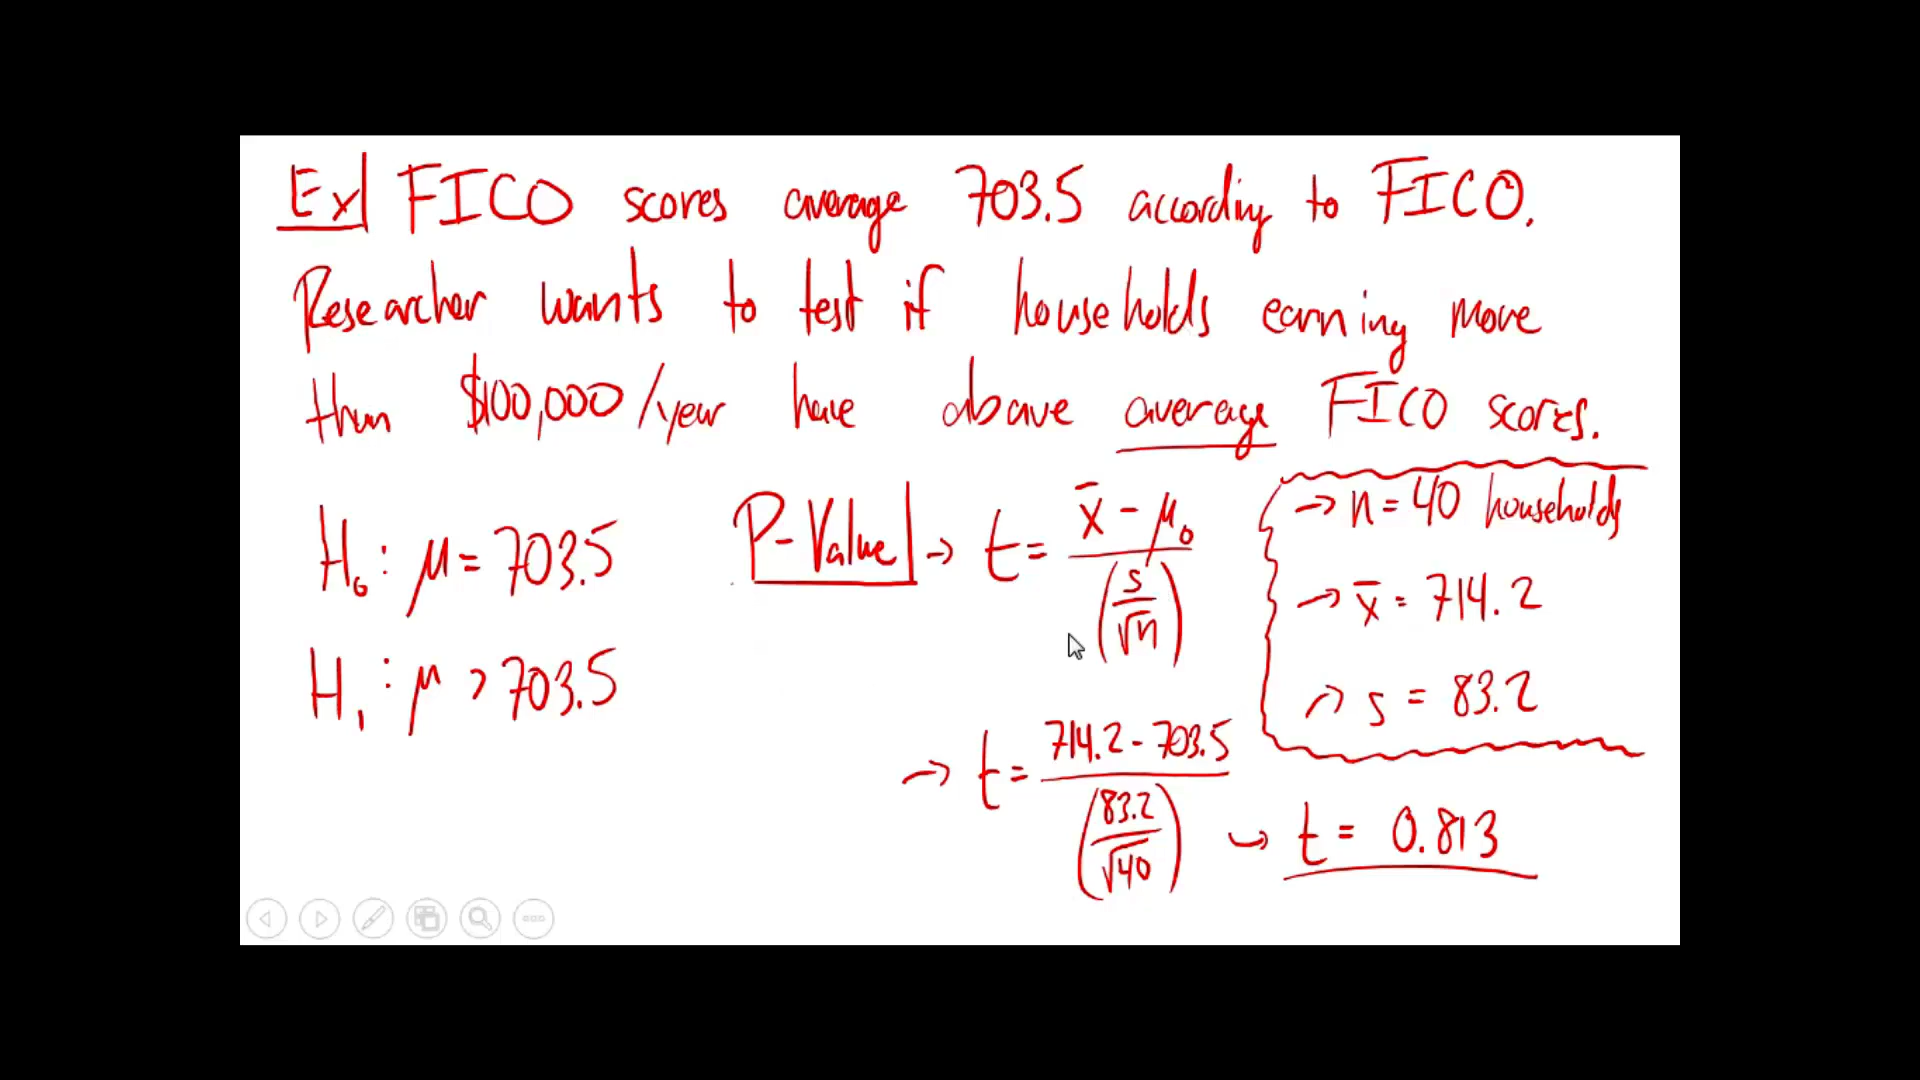 Ex FICO scores average 703.5 according to FICO.
Researcher wants to test if households earning more
than $100,000/year have above average FICO scores.
H₀: μ = 703.5
H₁: μ > 703.5
P-Value → t = x̄ - μ₀ / (s/√n)
→ t = 714.2 - 703.5 / (83.2/√40)
→ t = 0.813
→ n = 40 households
→ x̄ = 714.2
→ s = 83.2